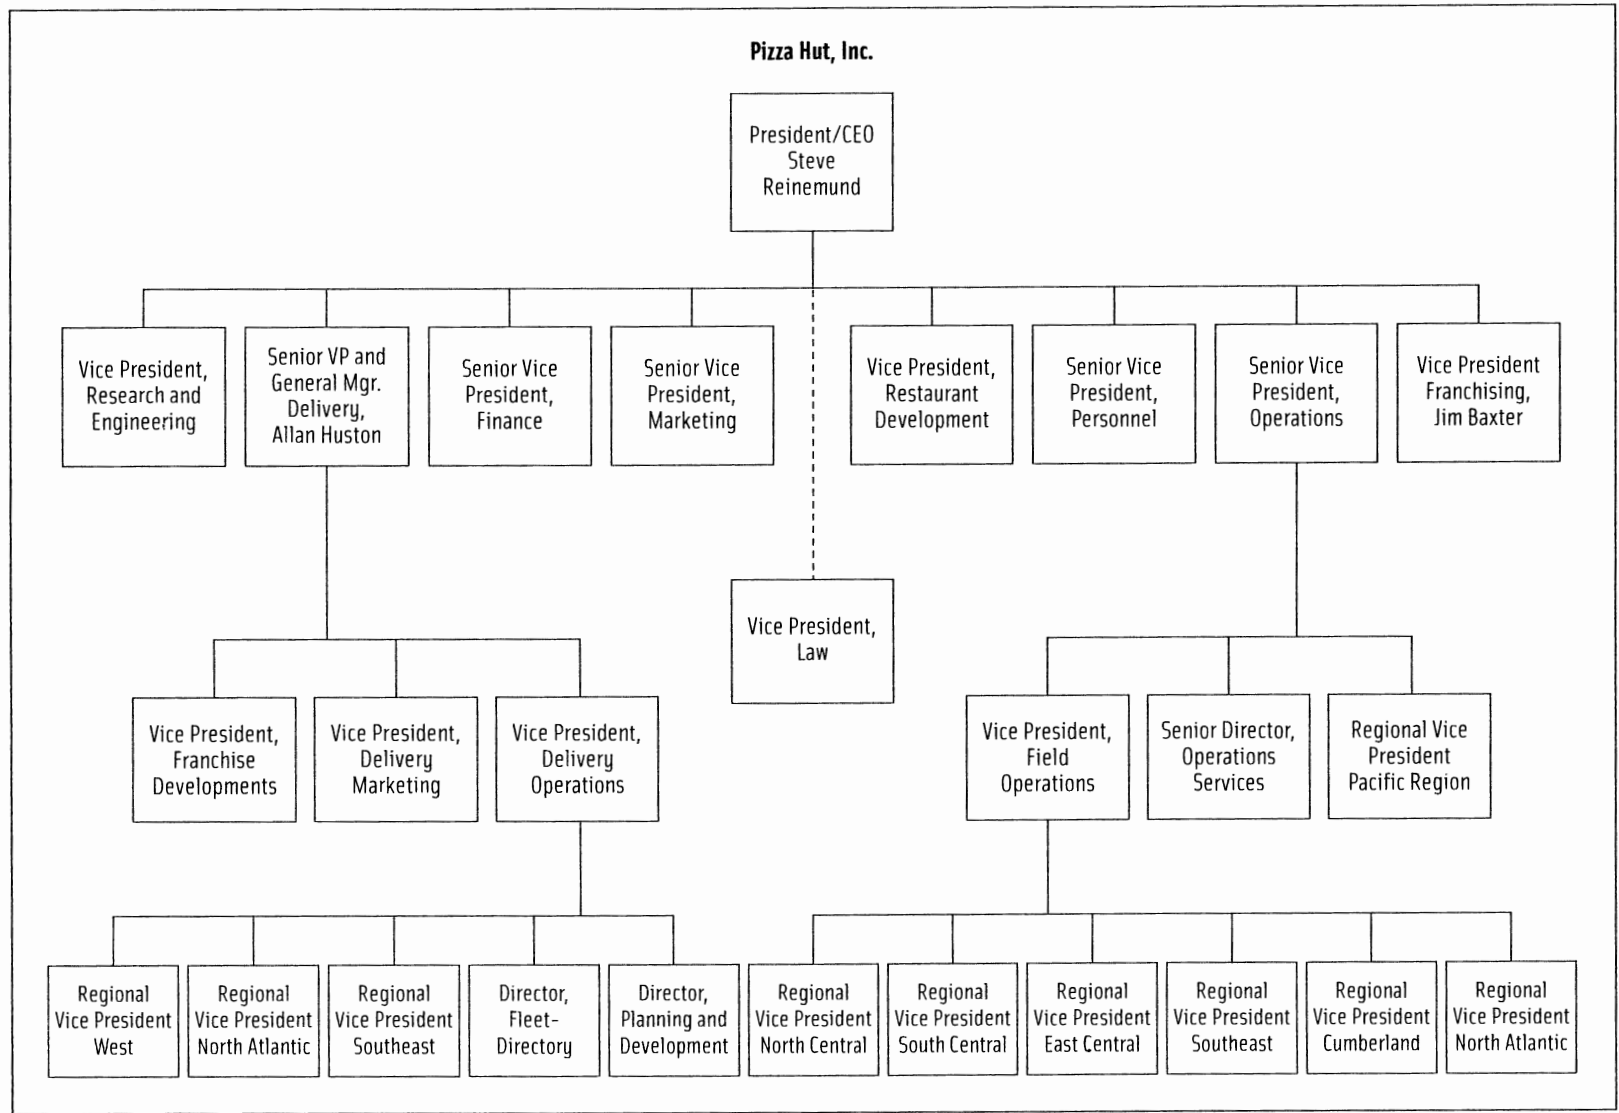 Pizza Hut, Inc.
President/CEO
Steve
Reinemund
Vice President,
Research and
Engineering
Senior VP and
General Mgr.
Delivery,
Allan Huston
Senior Vice
President,
Finance
Senior Vice
President,
Marketing
Vice President,
Restaurant
Development
Senior Vice
President,
Personnel
Senior Vice
President,
Operations
Vice President
Franchising,
Jim Baxter
Vice President,
Law
Vice President,
Franchise
Developments
Vice President,
Delivery
Marketing
Vice President,
Delivery
Operations
Vice President,
Field
Operations
Senior Director,
Operations
Services
Regional Vice
President
Pacific Region
Regional
Vice President
West
Regional
Vice President
North Atlantic
Regional
Vice President
Southeast
Director,
Fleet-
Directory
Director,
Planning and
Development
Regional
Vice President
North Central
Regional
Vice President
South Central
Regional
Vice President
East Central
Regional
Vice President
Southeast
Regional
Vice President
Cumberland
Regional
Vice President
North Atlantic